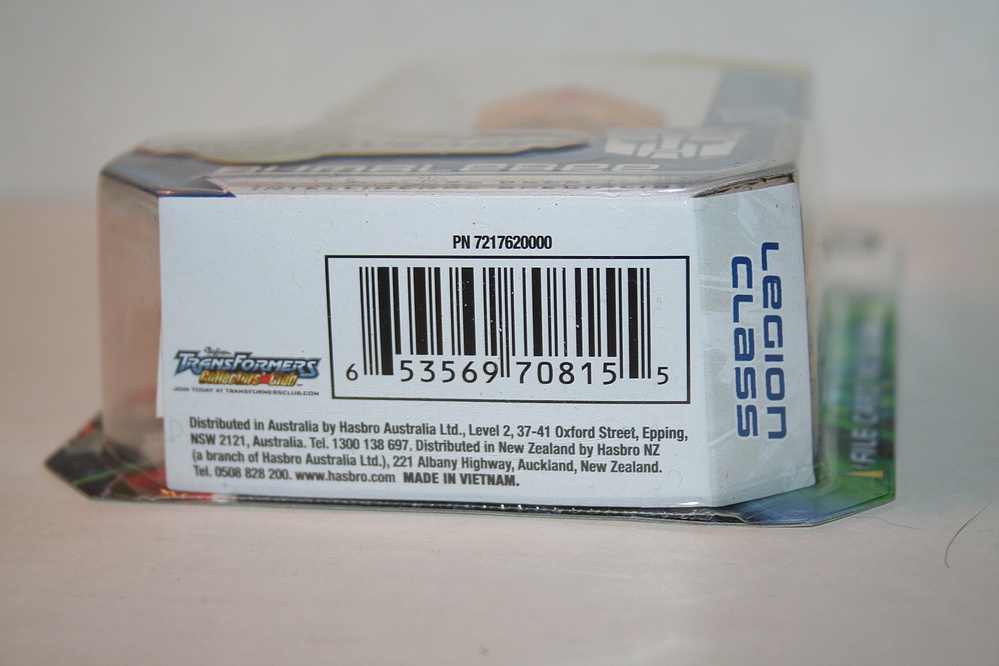 BUMBLEBEE
PN 7217620000
6 53569 70815 5
TRANSFORMERS
Collectors Club
JOIN TODAY AT TRANSFORMERSCLUB.COM
Distributed in Australia by Hasbro Australia Ltd., Level 2, 37-41 Oxford Street, Epping,
NSW 2121, Australia. Tel. 1300 138 697. Distributed in New Zealand by Hasbro NZ
(a branch of Hasbro Australia Ltd.), 221 Albany Highway, Auckland, New Zealand.
Tel. 0508 828 200. www.hasbro.com MADE IN VIETNAM.
LEGION
CLASS
FILE CARD